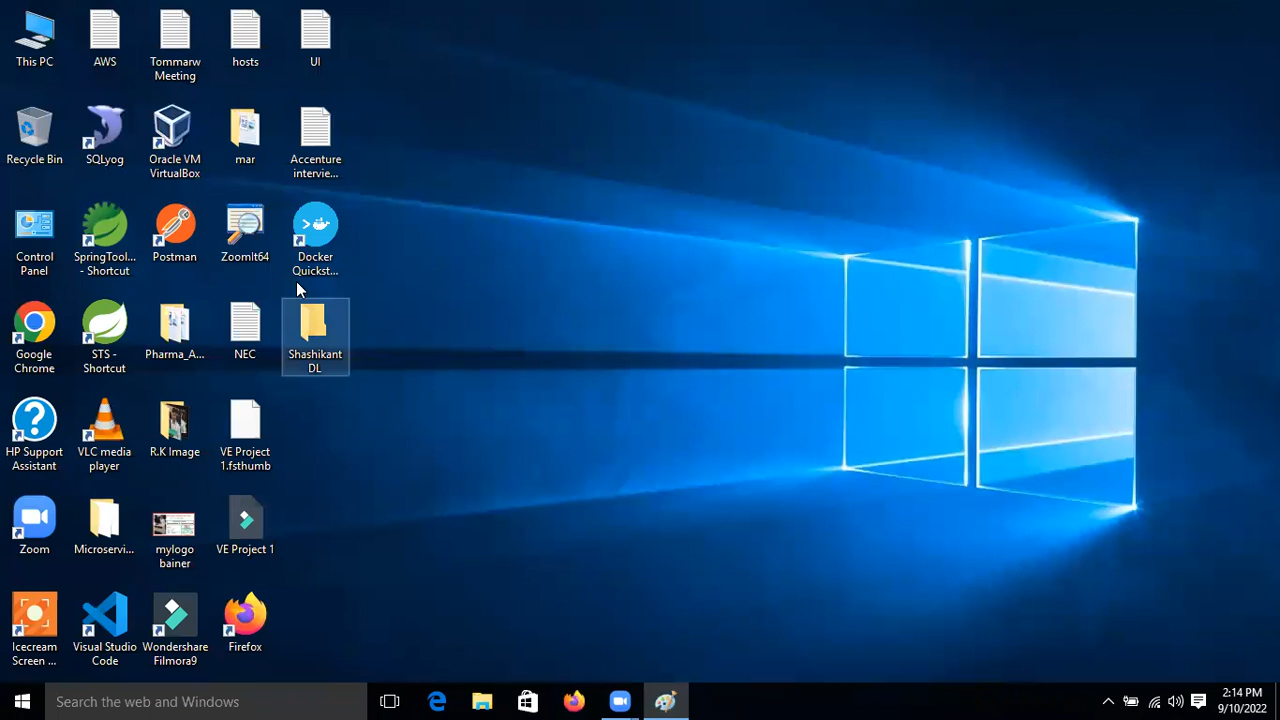 This PC
AWS
Tommarw
Meeting
hosts
UI
Recycle Bin
SQLyog
Oracle VM
VirtualBox
mar
Accenture
intervie...
Control
Panel
SpringTool...
- Shortcut
Postman
ZoomIt64
Docker
Quickst...
Google
Chrome
STS -
Shortcut
Pharma_A...
NEC
Shashikant
DL
HP Support
Assistant
VLC media
player
R.K Image
VE Project
1.fsthumb
Zoom
Microservi...
mylogo
bainer
VE Project 1
Icecream
Screen ...
Visual Studio
Code
Wondershare
Filmora9
Firefox
Search the web and Windows
2:14 PM
9/10/2022